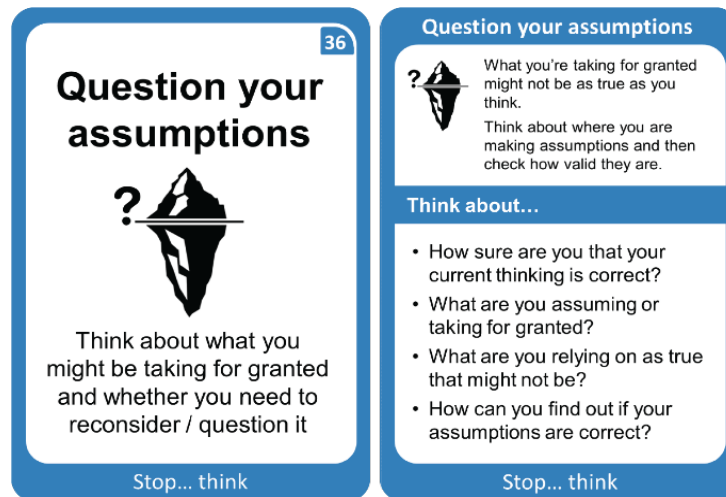 36
Question your
assumptions
?
Think about what you
might be taking for granted
and whether you need to
reconsider / question it
Stop... think
Question your assumptions
?
What you're taking for granted
might not be as true as you
think.
Think about where you are
making assumptions and then
check how valid they are.
Think about...
• How sure are you that your
current thinking is correct?
• What are you assuming or
taking for granted?
• What are you relying on as true
that might not be?
• How can you find out if your
assumptions are correct?
Stop... think